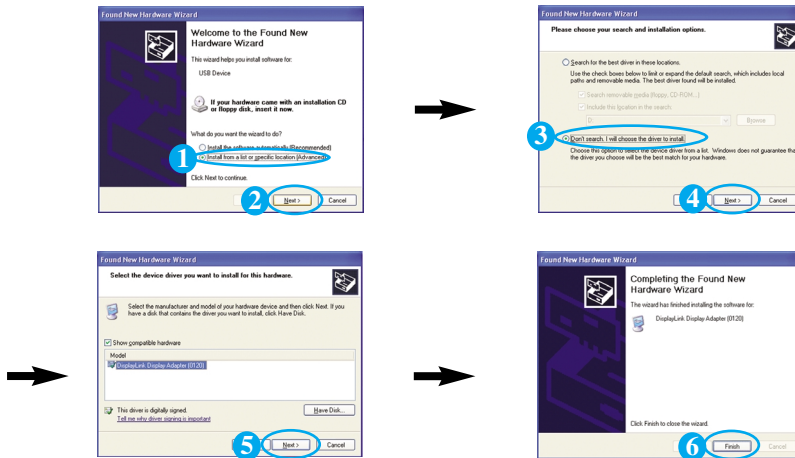 Found New Hardware Wizard
Welcome to the Found New
Hardware Wizard
This wizard helps you install software for:
USB Device
If your hardware came with an installation CD
or floppy disk, insert it now.
What do you want the wizard to do?
Install the software automatically (Recommended)
1
Install from a list or specific location (Advanced)
Click Next to continue.
2
Next >
Cancel
Found New Hardware Wizard
Please choose your search and installation options.
Search for the best driver in these locations.
Use the check boxes below to limit or expand the default search, which includes local
paths and removable media. The best driver found will be installed.
Search removable media (floppy, CD-ROM...)
Include this location in the search:
D:
Browse
3
Don't search. I will choose the driver to install.
Choose this option to select the device driver from a list. Windows does not guarantee tha
the driver you choose will be the best match for your hardware.
4
Next >
Cancel
Found New Hardware Wizard
Select the device driver you want to install for this hardware.
Select the manufacturer and model of your hardware device and then click Next. If you
have a disk that contains the driver you want to install, click Have Disk.
Show compatible hardware
Model
DisplayLink Display Adapter (0120)
This driver is digitally signed.
Tell me why driver signing is important
Have Disk...
5
Next >
Cancel
Found New Hardware Wizard
Completing the Found New
Hardware Wizard
The wizard has finished installing the software for:
DisplayLink Display Adapter (0120)
Click Finish to close the wizard.
6
Finish
Cancel